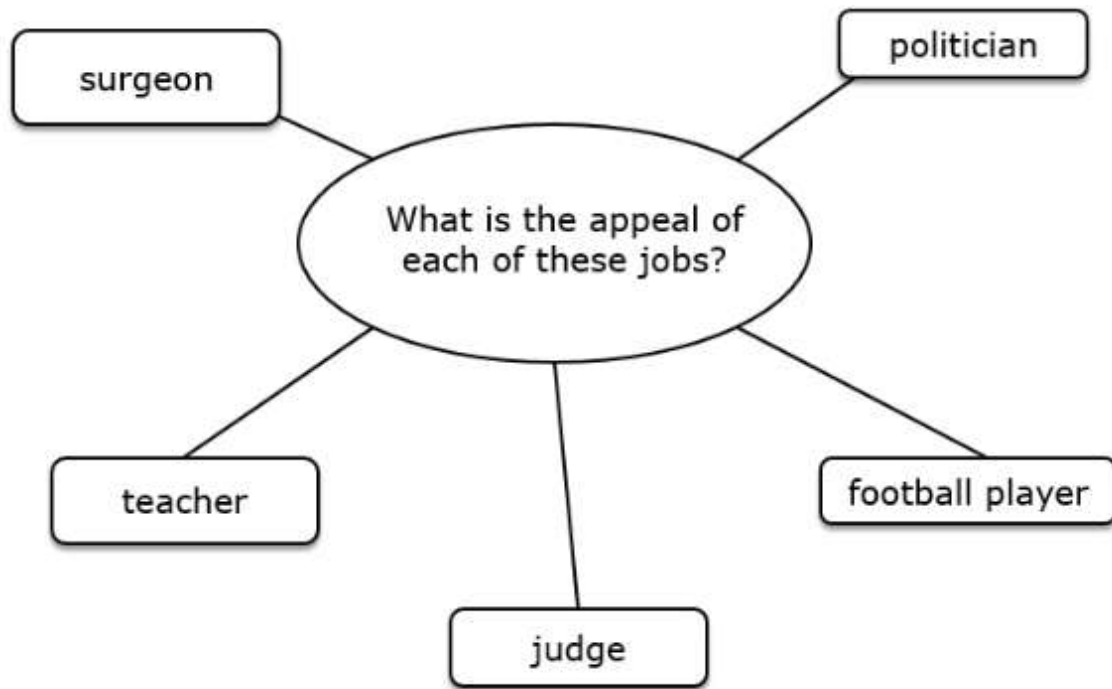 surgeon
politician
What is the appeal of
each of these jobs?
teacher
football player
judge